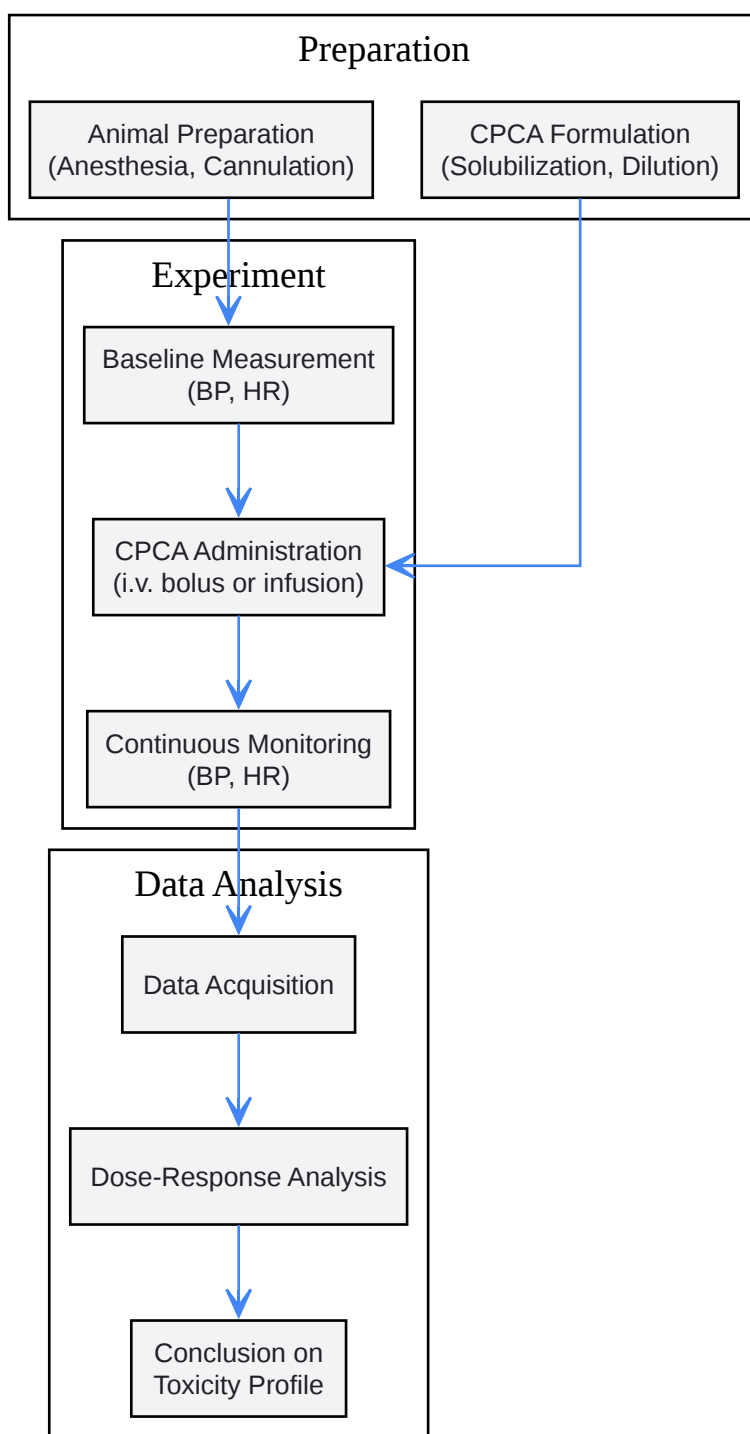 Preparation
Animal Preparation
(Anesthesia, Cannulation)
CPCA Formulation
(Solubilization, Dilution)
Experiment
Baseline Measurement
(BP, HR)
CPCA Administration
(i.v. bolus or infusion)
Continuous Monitoring
(BP, HR)
Data Analysis
Data Acquisition
Dose-Response Analysis
Conclusion on
Toxicity Profile